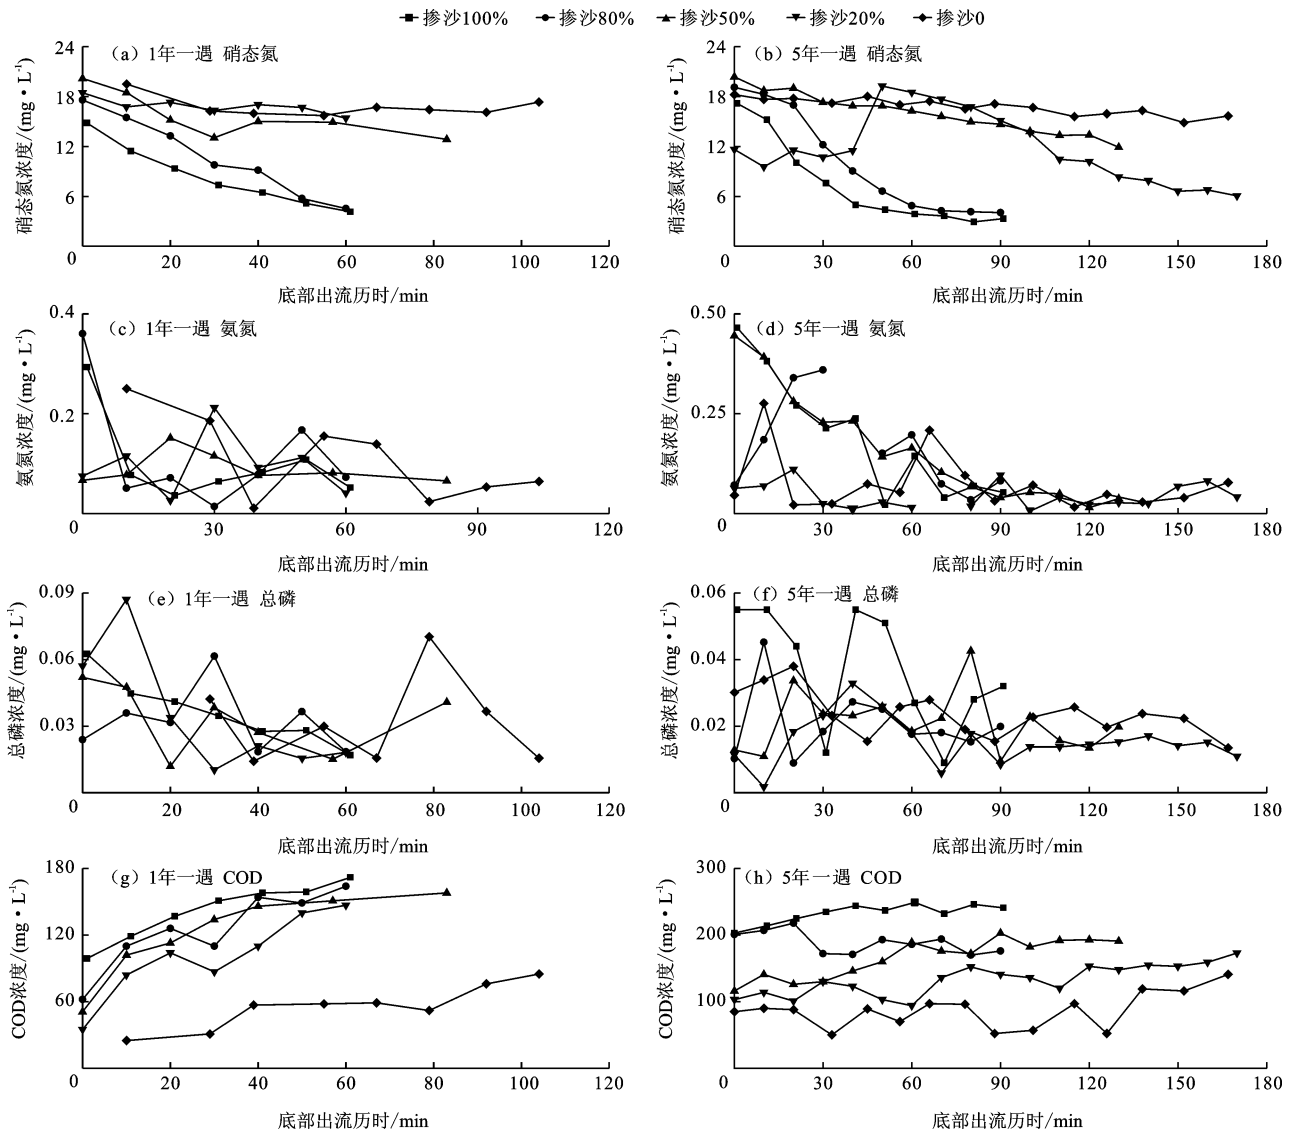 掺沙100% 掺沙80% 掺沙50% 掺沙20% 掺沙0
（a）1年一遇 硝态氮
硝态氮浓度/(mg·L⁻¹)
24
18
12
6
0 20 40 60 80 100 120
底部出流历时/min
（b）5年一遇 硝态氮
硝态氮浓度/(mg·L⁻¹)
24
18
12
6
0 30 60 90 120 150 180
底部出流历时/min
（c）1年一遇 氨氮
氨氮浓度/(mg·L⁻¹)
0.4
0.2
0 30 60 90 120
底部出流历时/min
（d）5年一遇 氨氮
氨氮浓度/(mg·L⁻¹)
0.50
0.25
0 30 60 90 120 150 180
底部出流历时/min
（e）1年一遇 总磷
总磷浓度/(mg·L⁻¹)
0.09
0.06
0.03
0 20 40 60 80 100 120
底部出流历时/min
（f）5年一遇 总磷
总磷浓度/(mg·L⁻¹)
0.06
0.04
0.02
0 30 60 90 120 150 180
底部出流历时/min
（g）1年一遇 COD
COD浓度/(mg·L⁻¹)
180
120
60
0 20 40 60 80 100 120
底部出流历时/min
（h）5年一遇 COD
COD浓度/(mg·L⁻¹)
300
200
100
0 30 60 90 120 150 180
底部出流历时/min